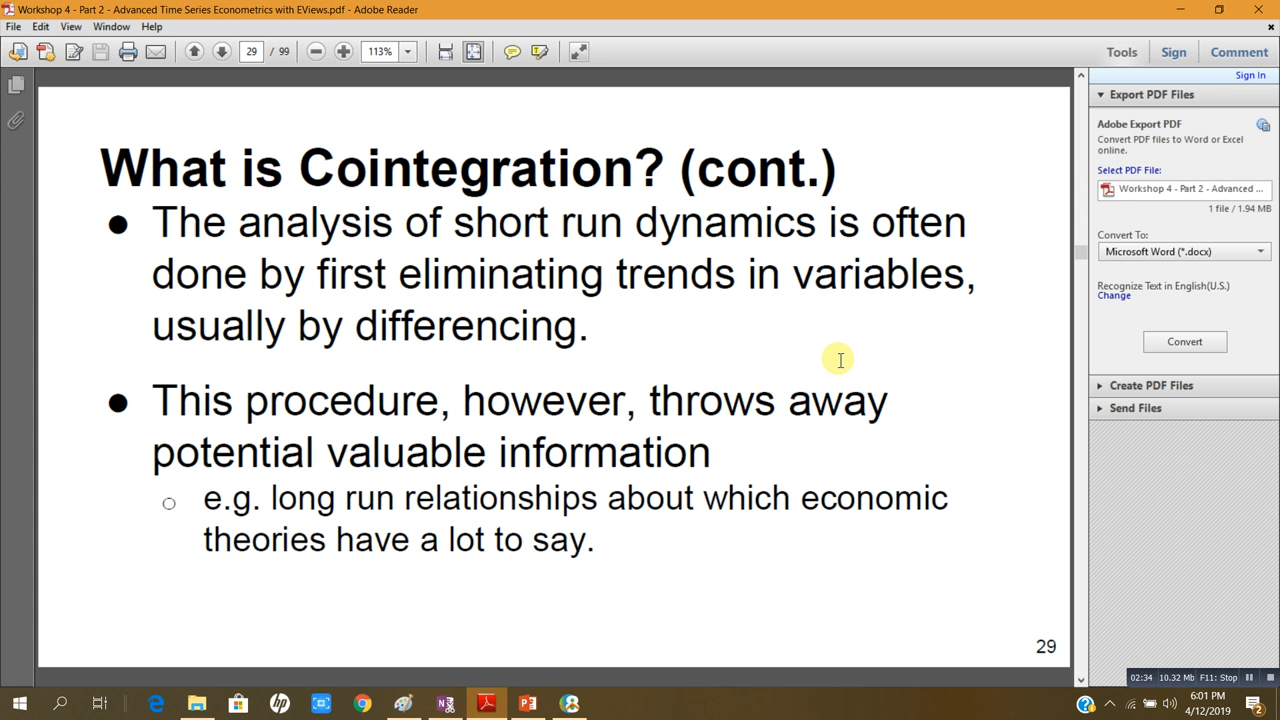 Workshop 4 - Part 2 - Advanced Time Series Econometrics with EViews.pdf - Adobe Reader
File Edit View Window Help
29 / 99 113% Tools Sign Comment
Sign In
Export PDF Files
Adobe Export PDF
Convert PDF files to Word or Excel
online.
Select PDF File:
Workshop 4 - Part 2 - Advanced ...
1 file / 1.94 MB
Convert To:
Microsoft Word (*.docx)
Recognize Text in English(U.S.)
Change
Convert
Create PDF Files
Send Files
What is Cointegration? (cont.)
● The analysis of short run dynamics is often
done by first eliminating trends in variables,
usually by differencing.
● This procedure, however, throws away
potential valuable information
○ e.g. long run relationships about which economic
theories have a lot to say.
29
02:34 10.32 Mb F11: Stop
6:01 PM
4/12/2019